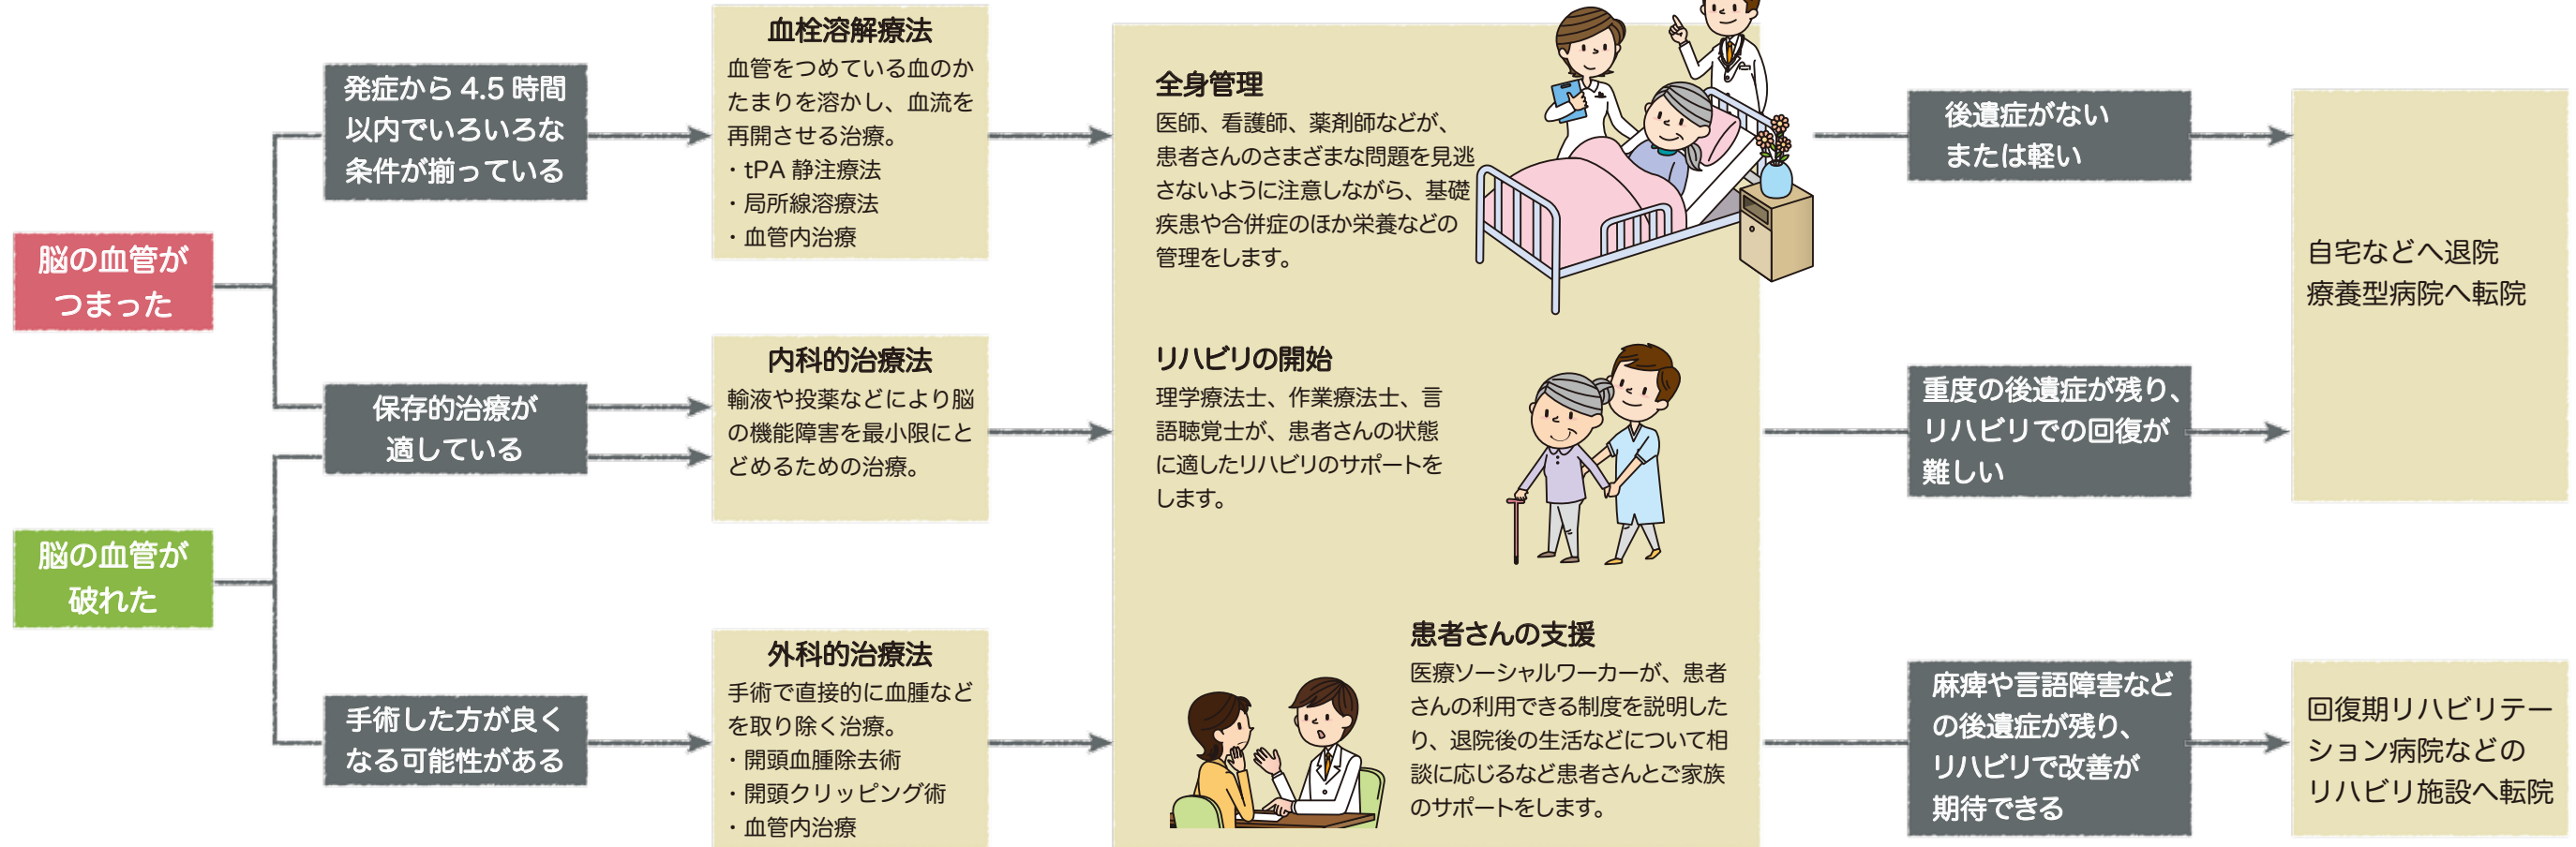 脳の血管が
つまった
脳の血管が
破れた
発症から 4.5 時間
以内でいろいろな
条件が揃っている
保存的治療が
適している
手術した方が良く
なる可能性がある
血栓溶解療法
血管をつめている血のか
たまりを溶かし、血流を
再開させる治療。
・tPA 静注療法
・局所線溶療法
・血管内治療
内科的治療法
輸液や投薬などにより脳
の機能障害を最小限にと
どめるための治療。
外科的治療法
手術で直接的に血腫など
を取り除く治療。
・開頭血腫除去術
・開頭クリッピング術
・血管内治療
全身管理
医師、看護師、薬剤師などが、
患者さんのさまざまな問題を見逃
さないように注意しながら、基礎
疾患や合併症のほか栄養などの
管理をします。
リハビリの開始
理学療法士、作業療法士、言
語聴覚士が、患者さんの状態
に適したリハビリのサポートを
します。
患者さんの支援
医療ソーシャルワーカーが、患者
さんの利用できる制度を説明した
り、退院後の生活などについて相
談に応じるなど患者さんとご家族
のサポートをします。
後遺症がない
または軽い
重度の後遺症が残り、
リハビリでの回復が
難しい
麻痺や言語障害など
の後遺症が残り、
リハビリで改善が
期待できる
自宅などへ退院
療養型病院へ転院
回復期リハビリテー
ション病院などの
リハビリ施設へ転院